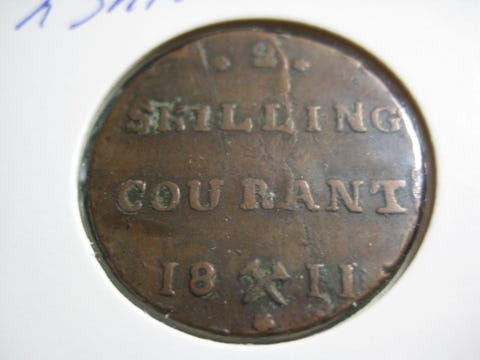 . 2 .
SKILLING
COURANT
18 ⚒ 11